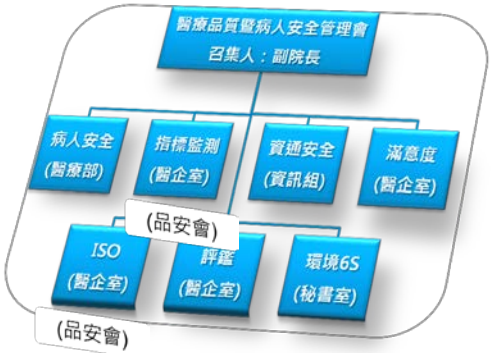 醫療品質暨病人安全管理會
召集人：副院長
病人安全
(醫療部)
指標監測
(醫企室)
資通安全
(資訊組)
滿意度
(醫企室)
(品安會)
ISO
(醫企室)
評鑑
(醫企室)
環境6S
(秘書室)
(品安會)